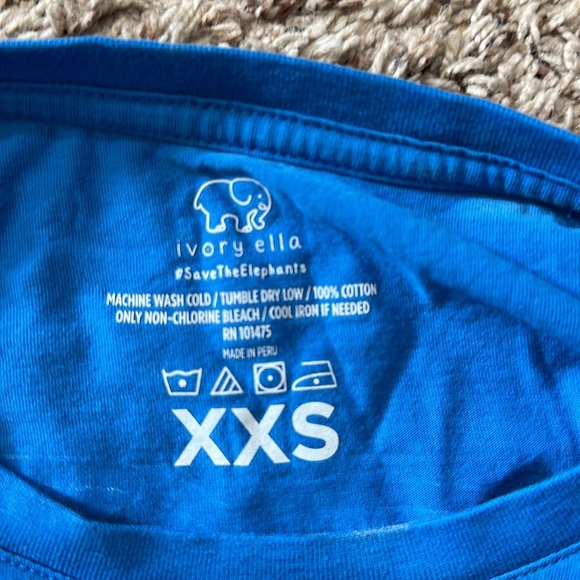 ivory ella
#SaveTheElephants
MACHINE WASH COLD / TUMBLE DRY LOW / 100% COTTON
ONLY NON-CHLORINE BLEACH / COOL IRON IF NEEDED
RN 101475
MADE IN PERU
XXS